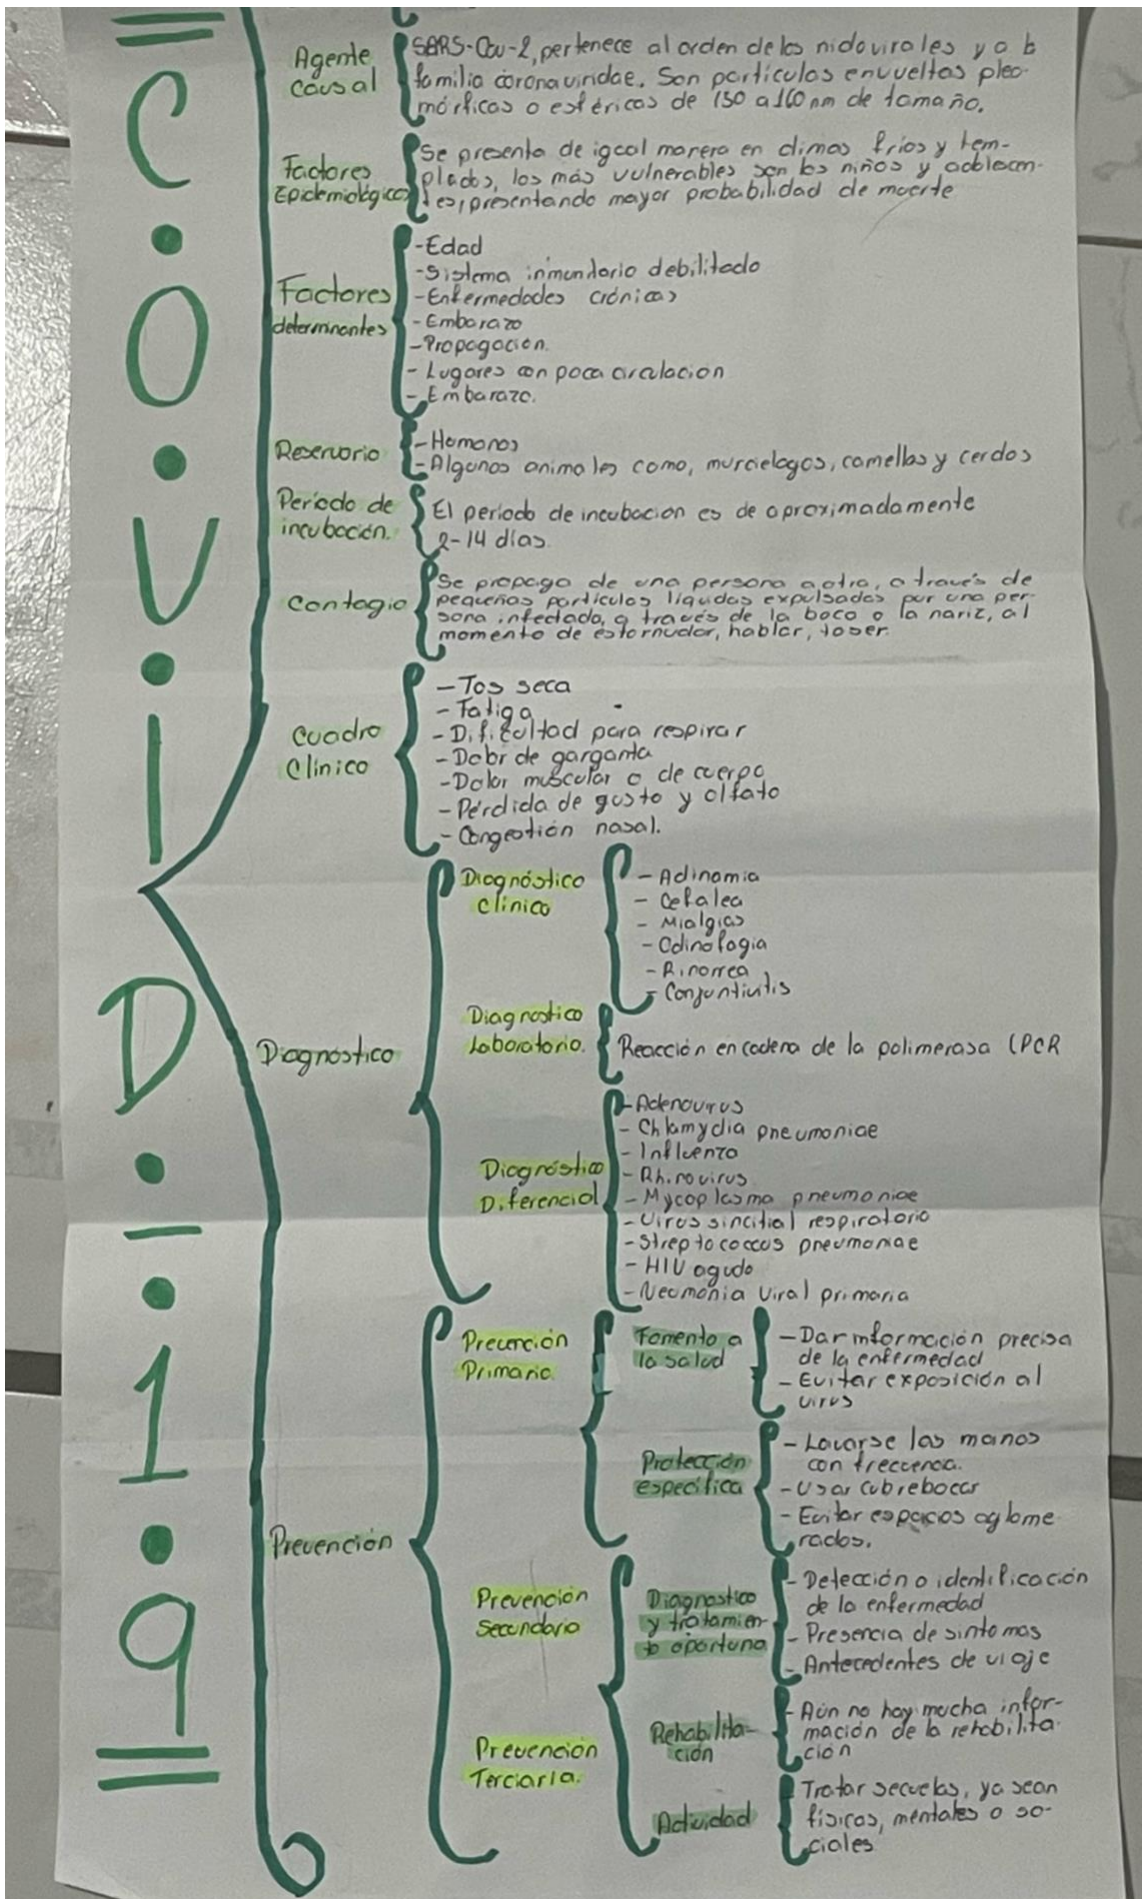 C.O.V.I.D.-.1.9
Agente
causal
SARS-Cov-2, pertenece al orden de los nidovirales y a la
familia coronaviridae. Son partículas envueltas pleo-
mórficas o esféricas de 150 a 160 nm de tamaño.
Factores
Epidemiológicos
Se presenta de igual manera en climas fríos y tem-
plados, los más vulnerables son los niños y adolecen-
tes, presentando mayor probabilidad de muerte
Factores
determinantes
-Edad
-Sistema inmunitario debilitado
-Enfermedades crónicas
-Embarazo
-Propagación.
- Lugares con poca circulación
- Embarazo.
Reservorio
-Humanos
-Algunos animales como, murcielagos, camellos y cerdos
Período de
incubación.
El período de incubación es de aproximadamente
2-14 días.
Contagio
Se propaga de una persona a otra, a través de
pequeñas partículas líquidas expulsadas por una per-
sona infectada, a través de la boca o la nariz, al
momento de estornudar, hablar, toser.
Cuadro
Clínico
-Tos seca
-Fatiga
-Dificultad para respirar
-Dolor de garganta
-Dolor muscular o de cuerpo
-Pérdida de gusto y olfato
-Congestión nasal.
Diagnóstico
Diagnóstico
clínico
- Adinamia
- Cefalea
- Mialgias
- Odinofagia
- Rinorrea
- Conjuntivitis
Diagnostico
Laboratorio.
Reacción en cadena de la polimerasa (PCR
Diagnóstico
Diferencial
-Adenovirus
- Chlamydia pneumoniae
- Influenza
- Rhinovirus
- Mycoplasma pneumoniae
-Virus sincitial respiratorio
-Streptococcus pneumoniae
- HIV agudo
-Neumonía viral primaria
Prevención
Prevención
Primaria.
Fomento a
la salud
-Dar información precisa
de la enfermedad
-Evitar exposición al
virus
Protección
específica
- Lavarse las manos
con frecuencia.
-Usar cubrebocas
- Evitar espacios aglome
rados.
Prevención
Secundaria
Diagnostico
y tratamien-
to oportuno
- Detección o identificación
de la enfermedad
- Presencia de síntomas
- Antecedentes de viaje
Prevención
Terciaria.
Rehabilita-
ción
-Aún no hay mucha infor-
mación de la rehabilita-
ción
Actividad
Tratar secuelas, ya sean
físicas, mentales o so-
ciales